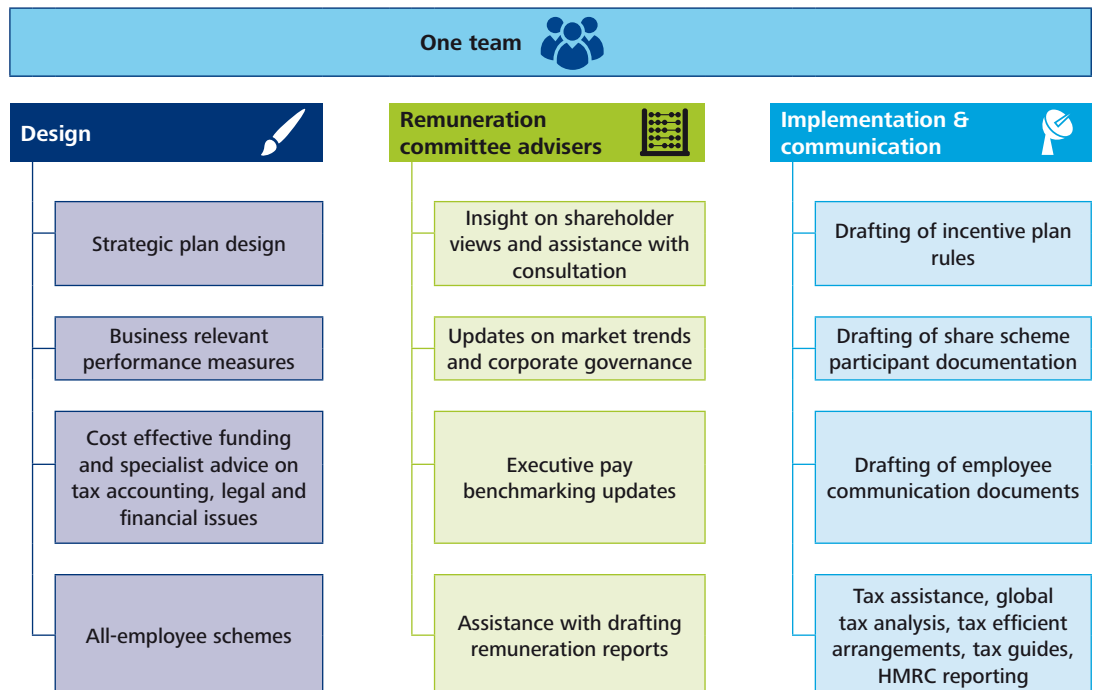 One team
Design
Strategic plan design
Business relevant
performance measures
Cost effective funding
and specialist advice on
tax accounting, legal and
financial issues
All-employee schemes
Remuneration
committee advisers
Insight on shareholder
views and assistance with
consultation
Updates on market trends
and corporate governance
Executive pay
benchmarking updates
Assistance with drafting
remuneration reports
Implementation &
communication
Drafting of incentive plan
rules
Drafting of share scheme
participant documentation
Drafting of employee
communication documents
Tax assistance, global
tax analysis, tax efficient
arrangements, tax guides,
HMRC reporting